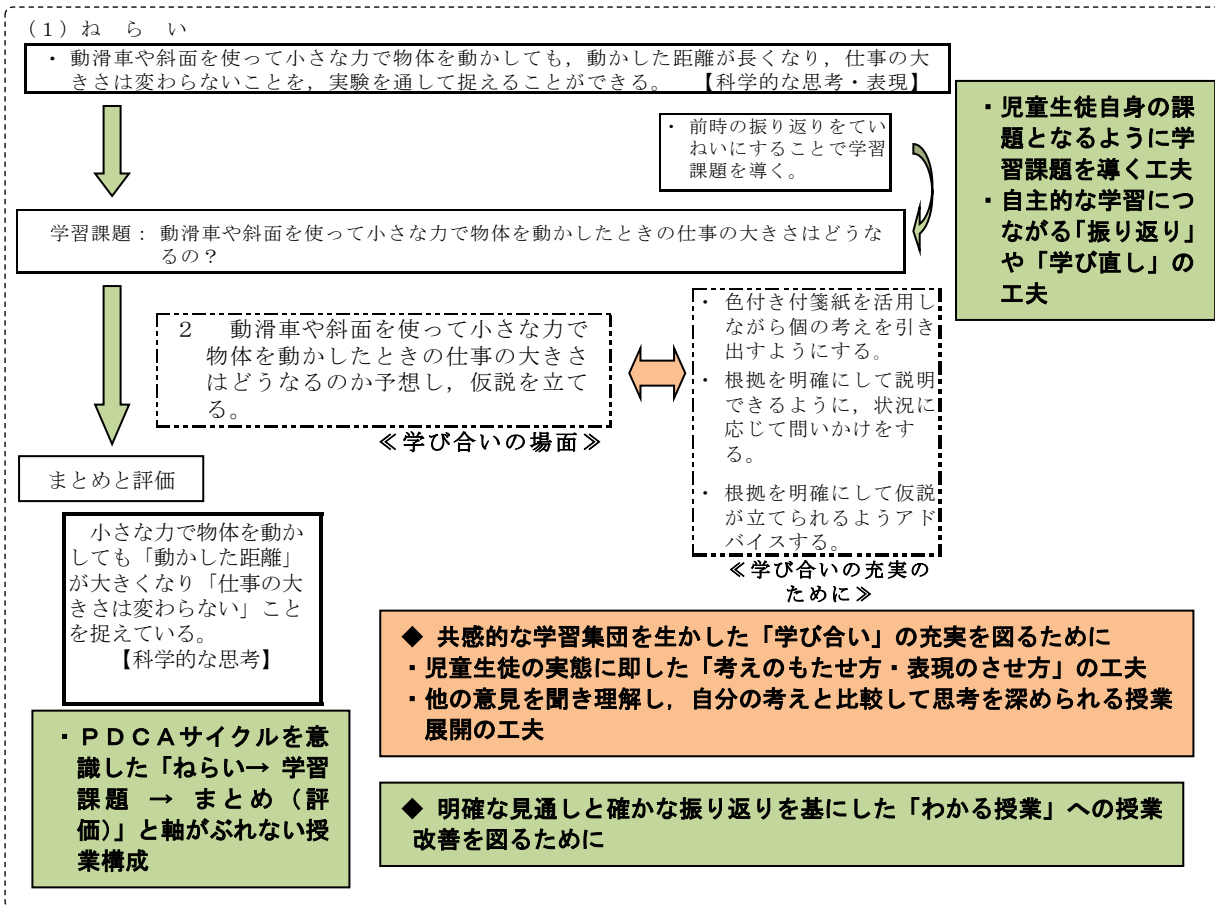 (1)ね ら い
・ 動滑車や斜面を使って小さな力で物体を動かしても，動かした距離が長くなり，仕事の大
きさは変わらないことを，実験を通して捉えることができる。 【科学的な思考・表現】
・ 前時の振り返りをてい
ねいにすることで学習
課題を導く。
・児童生徒自身の課
題となるように学
習課題を導く工夫
・自主的な学習につ
ながる「振り返り」
や「学び直し」の
工夫
学習課題： 動滑車や斜面を使って小さな力で物体を動かしたときの仕事の大きさはどうな
るの？
2 動滑車や斜面を使って小さな力で
物体を動かしたときの仕事の大きさ
はどうなるのか予想し，仮説を立て
る。
≪学び合いの場面≫
・ 色付き付箋紙を活用し
ながら個の考えを引き
出すようにする。
・ 根拠を明確にして説明
できるように，状況に
応じて問いかけをす
る。
・ 根拠を明確にして仮説
が立てられるようアド
バイスする。
≪学び合いの充実の
ために≫
まとめと評価
小さな力で物体を動か
しても「動かした距離」
が大きくなり「仕事の大
きさは変わらない」こと
を捉えている。
【科学的な思考】
・ＰＤＣＡサイクルを意
識した「ねらい→ 学習
課題 → まとめ（評
価）」と軸がぶれない授
業構成
◆ 共感的な学習集団を生かした「学び合い」の充実を図るために
・児童生徒の実態に即した「考えのもたせ方・表現のさせ方」の工夫
・他の意見を聞き理解し，自分の考えと比較して思考を深められる授業
展開の工夫
◆ 明確な見通しと確かな振り返りを基にした「わかる授業」への授業
改善を図るために